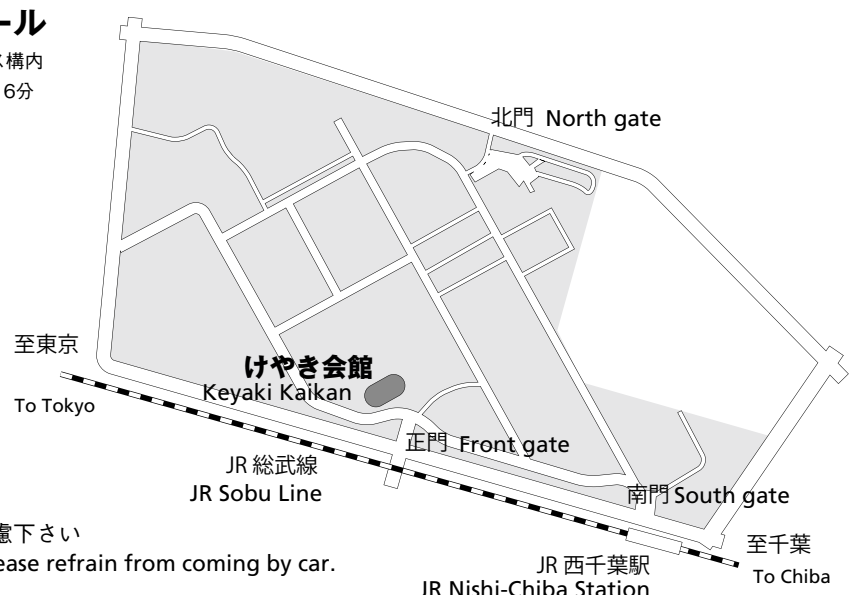 ール
構内
6分
北門 North gate
至東京
To Tokyo
けやき会館
Keyaki Kaikan
正門 Front gate
JR 総武線
JR Sobu Line
南門 South gate
慮下さい
ease refrain from coming by car.
至千葉
To Chiba
JR 西千葉駅
JR Nishi-Chiba Station